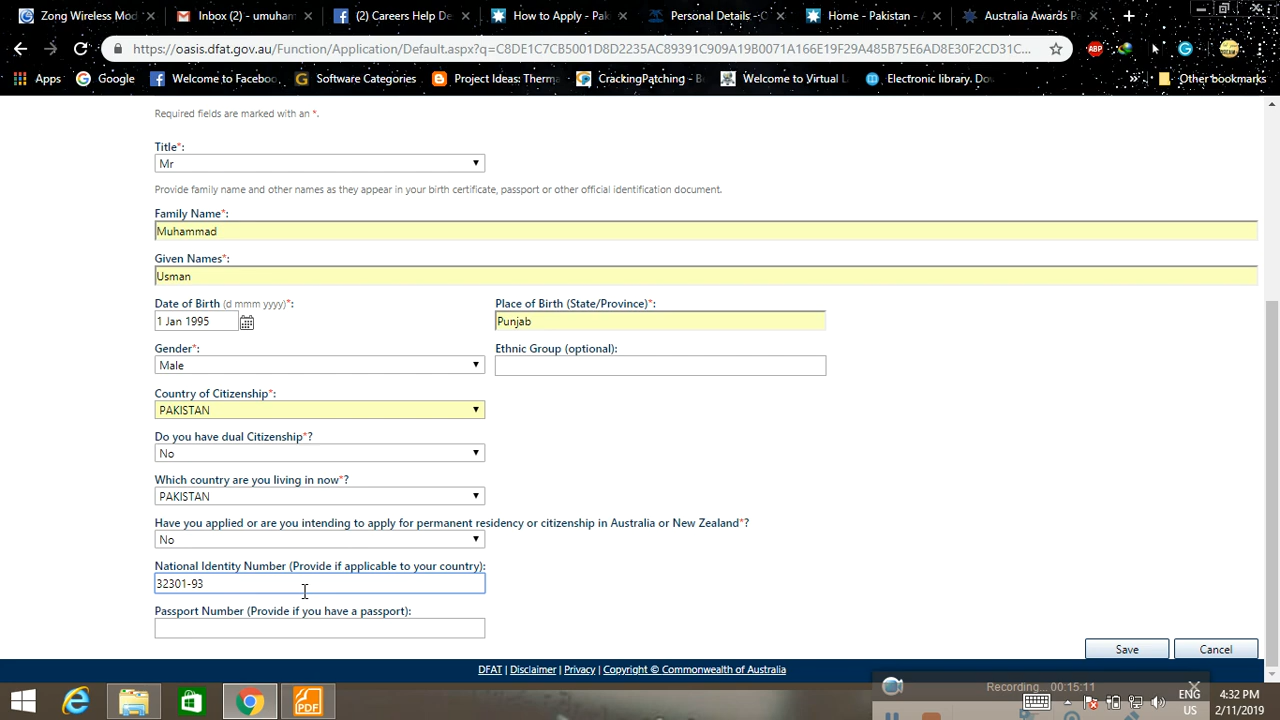 Zong Wireless Mod
Inbox (2) - umuham
(2) Careers Help De
How to Apply - Pak
Personal Details - O
Home - Pakistan -
Australia Awards Pa
https://oasis.dfat.gov.au/Function/Application/Default.aspx?q=C8DE1C7CB5001D8D2235AC89391C909A19B0071A166E19F29A485B75E6AD8E30F2CD31C...
ABP
Apps
Google
Welcome to Faceboo
Software Categories
Project Ideas: Therma
CrackingPatching - B
Welcome to Virtual L
Electronic library. Do
Other bookmarks
Required fields are marked with an *.
Title*:
Mr
Provide family name and other names as they appear in your birth certificate, passport or other official identification document.
Family Name*:
Muhammad
Given Names*:
Usman
Date of Birth (d mmm yyyy)*:
Place of Birth (State/Province)*:
1 Jan 1995
Punjab
Gender*:
Ethnic Group (optional):
Male
Country of Citizenship*:
PAKISTAN
Do you have dual Citizenship*?
No
Which country are you living in now*?
PAKISTAN
Have you applied or are you intending to apply for permanent residency or citizenship in Australia or New Zealand*?
No
National Identity Number (Provide if applicable to your country):
32301-93
Passport Number (Provide if you have a passport):
Save
Cancel
DFAT | Disclaimer | Privacy | Copyright © Commonwealth of Australia
Recording... 00:15:11
PDF
ENG
US
4:32 PM
2/11/2019